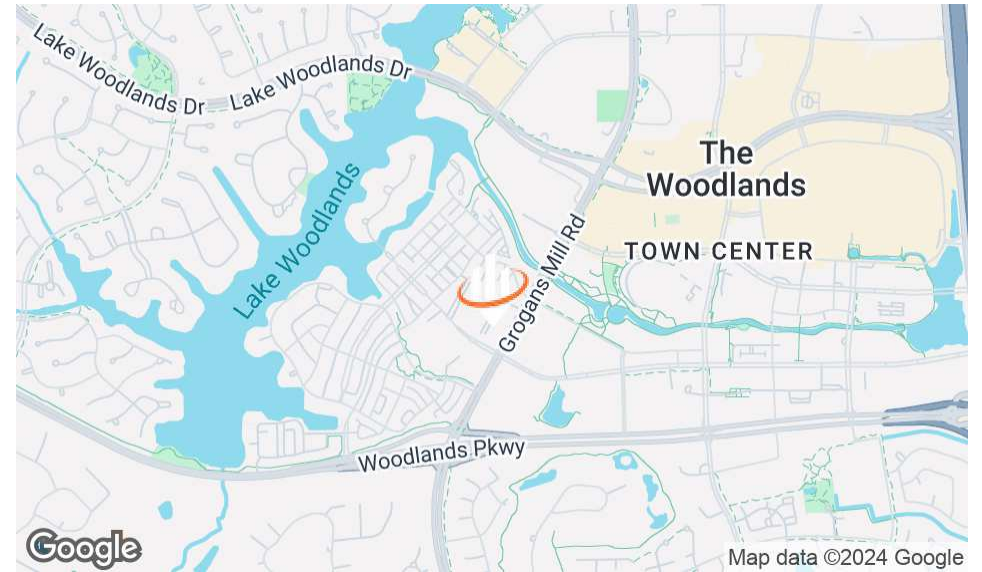 Lake Woodlands Dr
Lake Woodlands Dr
The
Woodlands
Lake Woodlands
TOWN CENTER
Grogans Mill Rd
Woodlands Pkwy
Google
Map data ©2024 Google